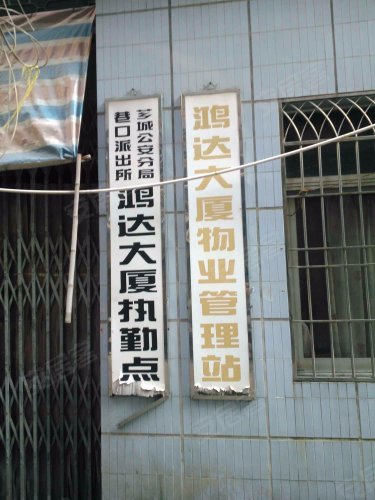 芗城公安分局
巷口派出所
鸿达大厦执勤点
鸿达大厦物业管理站